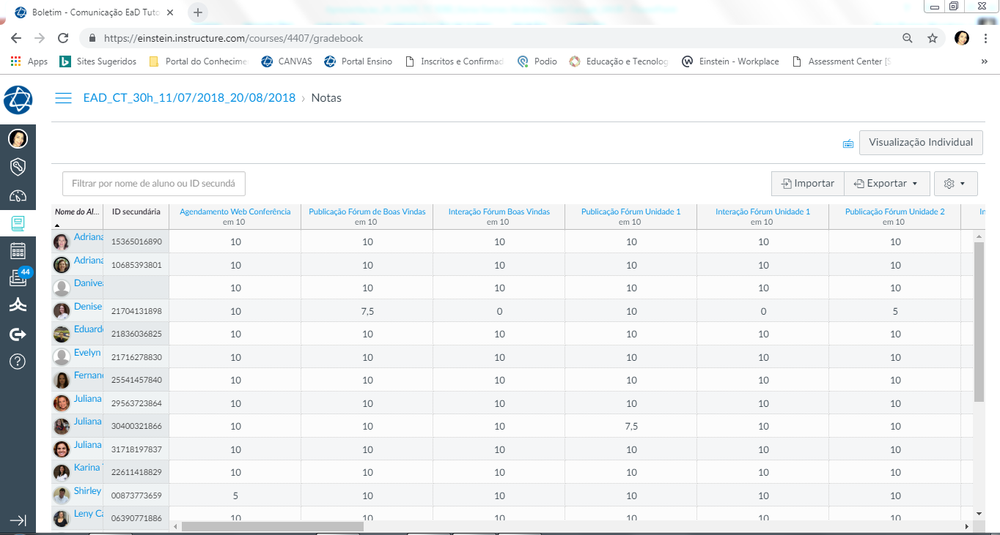 Boletim - Comunicação EaD Tuto
https://einstein.instructure.com/courses/4407/gradebook
Apps Sites Sugeridos Portal do Conhecime CANVAS Portal Ensino Inscritos e Confirmad Podio Educação e Tecnolog Einstein - Workplace Assessment Center [S »
EAD_CT_30h_11/07/2018_20/08/2018 › Notas
Visualização Individual
Filtrar por nome de aluno ou ID secundá
Importar Exportar
Nome do Al... ID secundária Agendamento Web Conferência Publicação Fórum de Boas Vindas Interação Fórum Boas Vindas Publicação Fórum Unidade 1 Interação Fórum Unidade 1 Publicação Fórum Unidade 2 In
em 10 em 10 em 10 em 10 em 10 em 10
Adriana 15365016890 10 10 10 10 10 10
Adriana 10685393801 10 10 10 10 10 10
Danivea 10 10 10 10 10 10
Denise 21704131898 10 7,5 0 10 0 5
Eduardo 21836036825 10 10 10 10 10 10
Evelyn 21716278830 10 10 10 10 10 10
Fernand 25541457840 10 10 10 10 10 10
Juliana 29563723864 10 10 10 10 10 10
Juliana 30400321866 10 10 10 7,5 10 10
Juliana 31718197837 10 10 10 10 10 10
Karina 22611418829 10 10 10 10 10 10
Shirley 00873773659 5 10 10 10 10 10
Leny Ca 06390771886 10 10 10 10 10 10
44